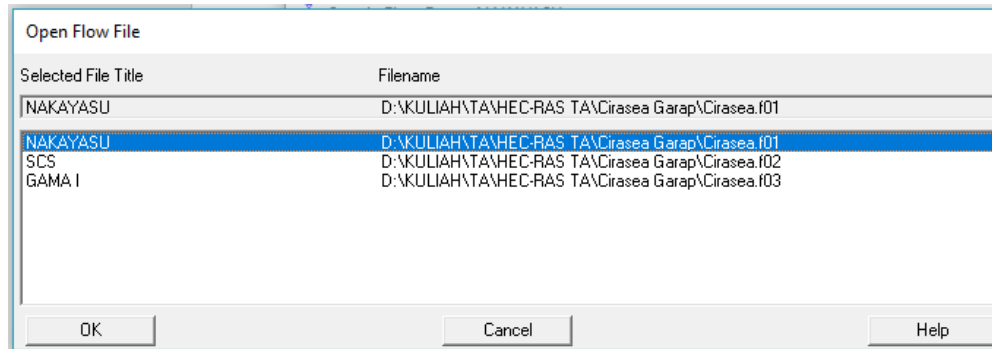 Open Flow File
Selected File Title Filename
NAKAYASU D:\KULIAH\TA\HEC-RAS TA\Cirasea Garap\Cirasea.f01
NAKAYASU D:\KULIAH\TA\HEC-RAS TA\Cirasea Garap\Cirasea.f01
SCS D:\KULIAH\TA\HEC-RAS TA\Cirasea Garap\Cirasea.f02
GAMA I D:\KULIAH\TA\HEC-RAS TA\Cirasea Garap\Cirasea.f03
OK Cancel Help